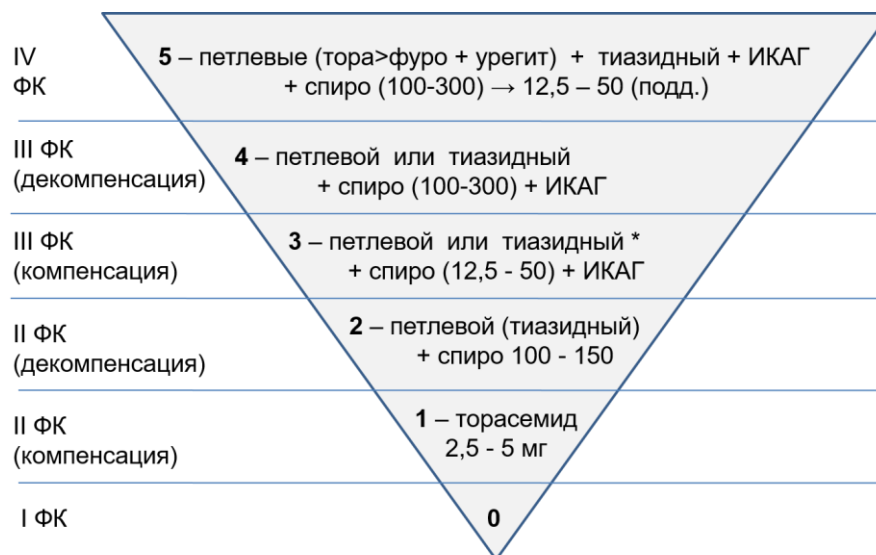 IV
ФК
5 – петлевые (тора>фуро + урегит) + тиазидный + ИКАГ
+ спиро (100-300) → 12,5 – 50 (подд.)
III ФК
(декомпенсация)
4 – петлевой или тиазидный
+ спиро (100-300) + ИКАГ
III ФК
(компенсация)
3 – петлевой или тиазидный *
+ спиро (12,5 - 50) + ИКАГ
II ФК
(декомпенсация)
2 – петлевой (тиазидный)
+ спиро 100 - 150
II ФК
(компенсация)
1 – торасемид
2,5 - 5 мг
I ФК
0